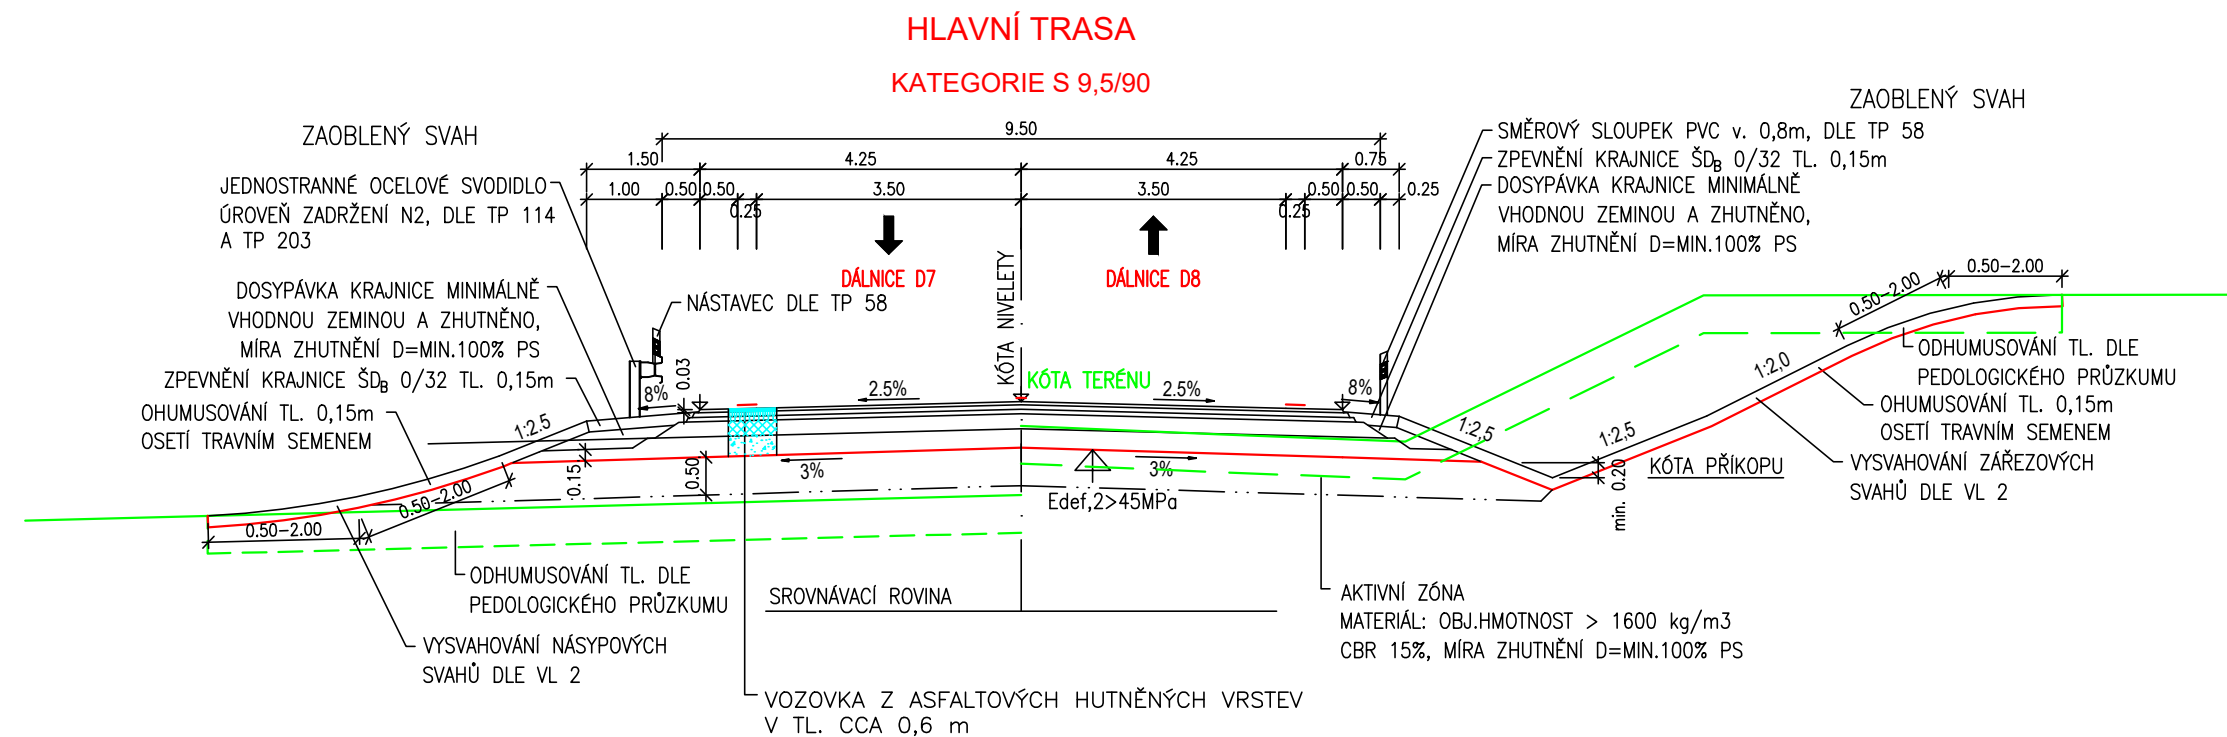 HLAVNÍ TRASA
KATEGORIE S 9,5/90
ZAOBLENÝ SVAH
ZAOBLENÝ SVAH
9.50
1.50
4.25
4.25
0.75
1.00
0.50
0.50
0.25
3.50
3.50
0.25
0.50
0.50
0.25
JEDNOSTRANNÉ OCELOVÉ SVODIDLO
ÚROVEŇ ZADRŽENÍ N2, DLE TP 114
A TP 203
SMĚROVÝ SLOUPEK PVC v. 0,8m, DLE TP 58
ZPEVNĚNÍ KRAJNICE ŠDB 0/32 TL. 0,15m
DOSYPÁVKA KRAJNICE MINIMÁLNĚ
VHODNOU ZEMINOU A ZHUTNĚNO,
MÍRA ZHUTNĚNÍ D=MIN.100% PS
DÁLNICE D7
DÁLNICE D8
KÓTA NIVELETY
DOSYPÁVKA KRAJNICE MINIMÁLNĚ
VHODNOU ZEMINOU A ZHUTNĚNO,
MÍRA ZHUTNĚNÍ D=MIN.100% PS
ZPEVNĚNÍ KRAJNICE ŠDB 0/32 TL. 0,15m
OHUMUSOVÁNÍ TL. 0,15m
OSETÍ TRAVNÍM SEMENEM
NÁSTAVEC DLE TP 58
0.50-2.00
0.50-2.00
8%
0.03
2.5%
KÓTA TERÉNU
2.5%
8%
1:2.5
1:2,5
1:2,5
1:2,0
ODHUMUSOVÁNÍ TL. DLE
PEDOLOGICKÉHO PRŮZKUMU
OHUMUSOVÁNÍ TL. 0,15m
OSETÍ TRAVNÍM SEMENEM
VYSVAHOVÁNÍ ZÁŘEZOVÝCH
SVAHŮ DLE VL 2
KÓTA PŘÍKOPU
min. 0.20
0.15
0.50
3%
3%
Edef,2>45MPa
0.50-2.00
0.50-2.00
ODHUMUSOVÁNÍ TL. DLE
PEDOLOGICKÉHO PRŮZKUMU
SROVNÁVACÍ ROVINA
AKTIVNÍ ZÓNA
MATERIÁL: OBJ.HMOTNOST > 1600 kg/m3
CBR 15%, MÍRA ZHUTNĚNÍ D=MIN.100% PS
VYSVAHOVÁNÍ NÁSYPOVÝCH
SVAHŮ DLE VL 2
VOZOVKA Z ASFALTOVÝCH HUTNĚNÝCH VRSTEV
V TL. CCA 0,6 m